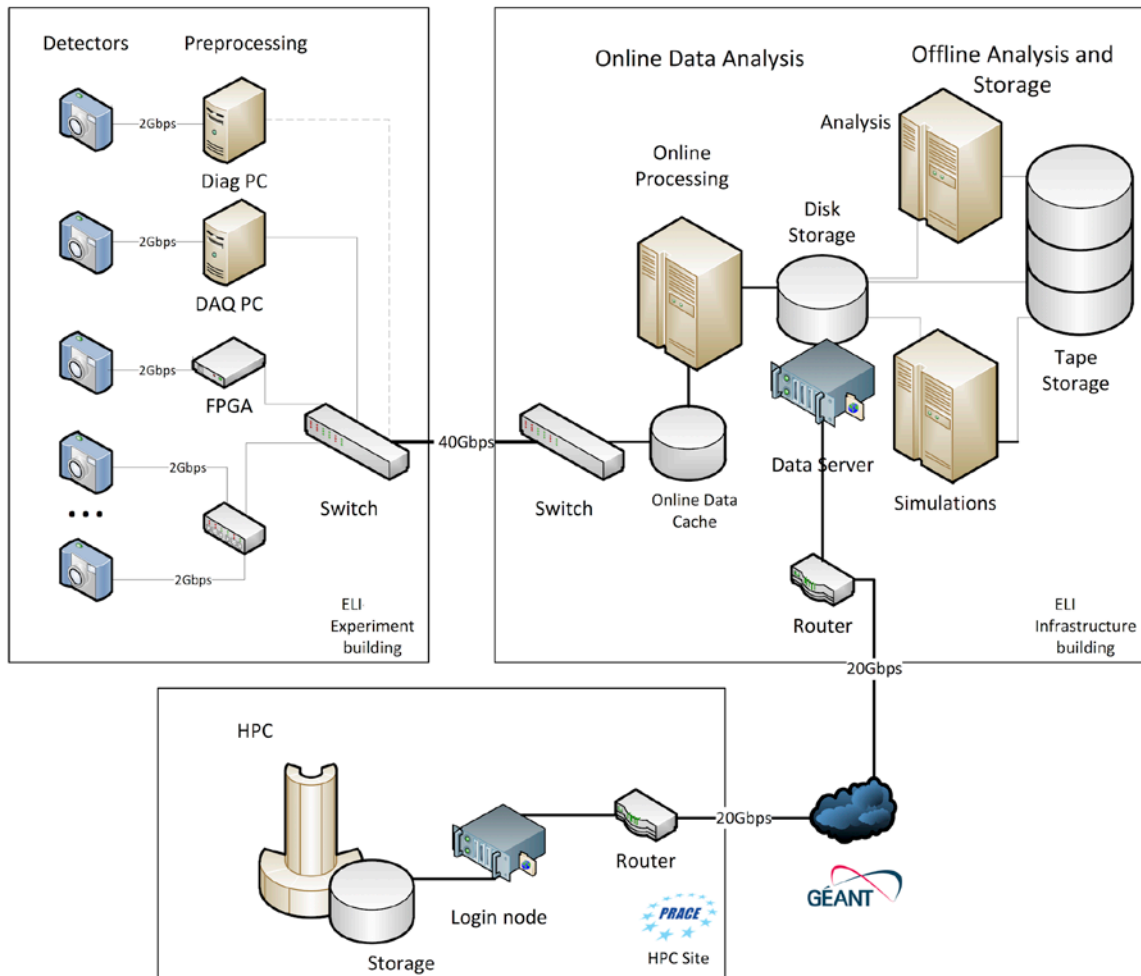 Detectors
Preprocessing
2Gbps
Diag PC
2Gbps
DAQ PC
2Gbps
FPGA
2Gbps
2Gbps
Switch
ELI
Experiment
building
40Gbps
Online Data Analysis
Offline Analysis and
Storage
Analysis
Online
Processing
Disk
Storage
Tape
Storage
Switch
Online Data
Cache
Data Server
Simulations
Router
ELI
Infrastructure
building
20Gbps
HPC
Storage
Login node
Router
20Gbps
PRACE
HPC Site
GÉANT